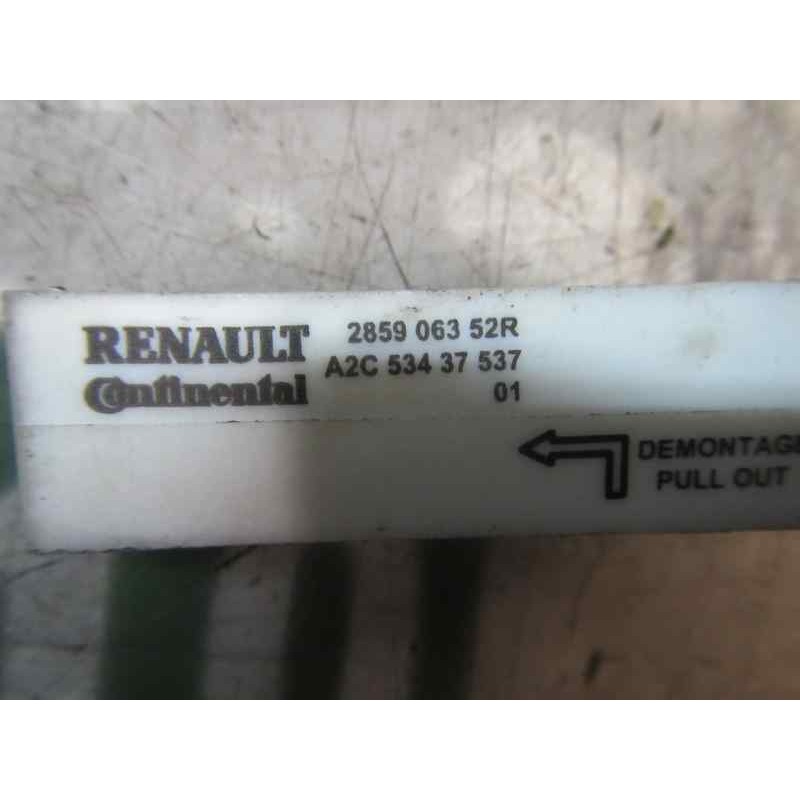 RENAULT 2859 063 52R
Continental A2C 534 37 537
01
DEMONTAGE
PULL OUT